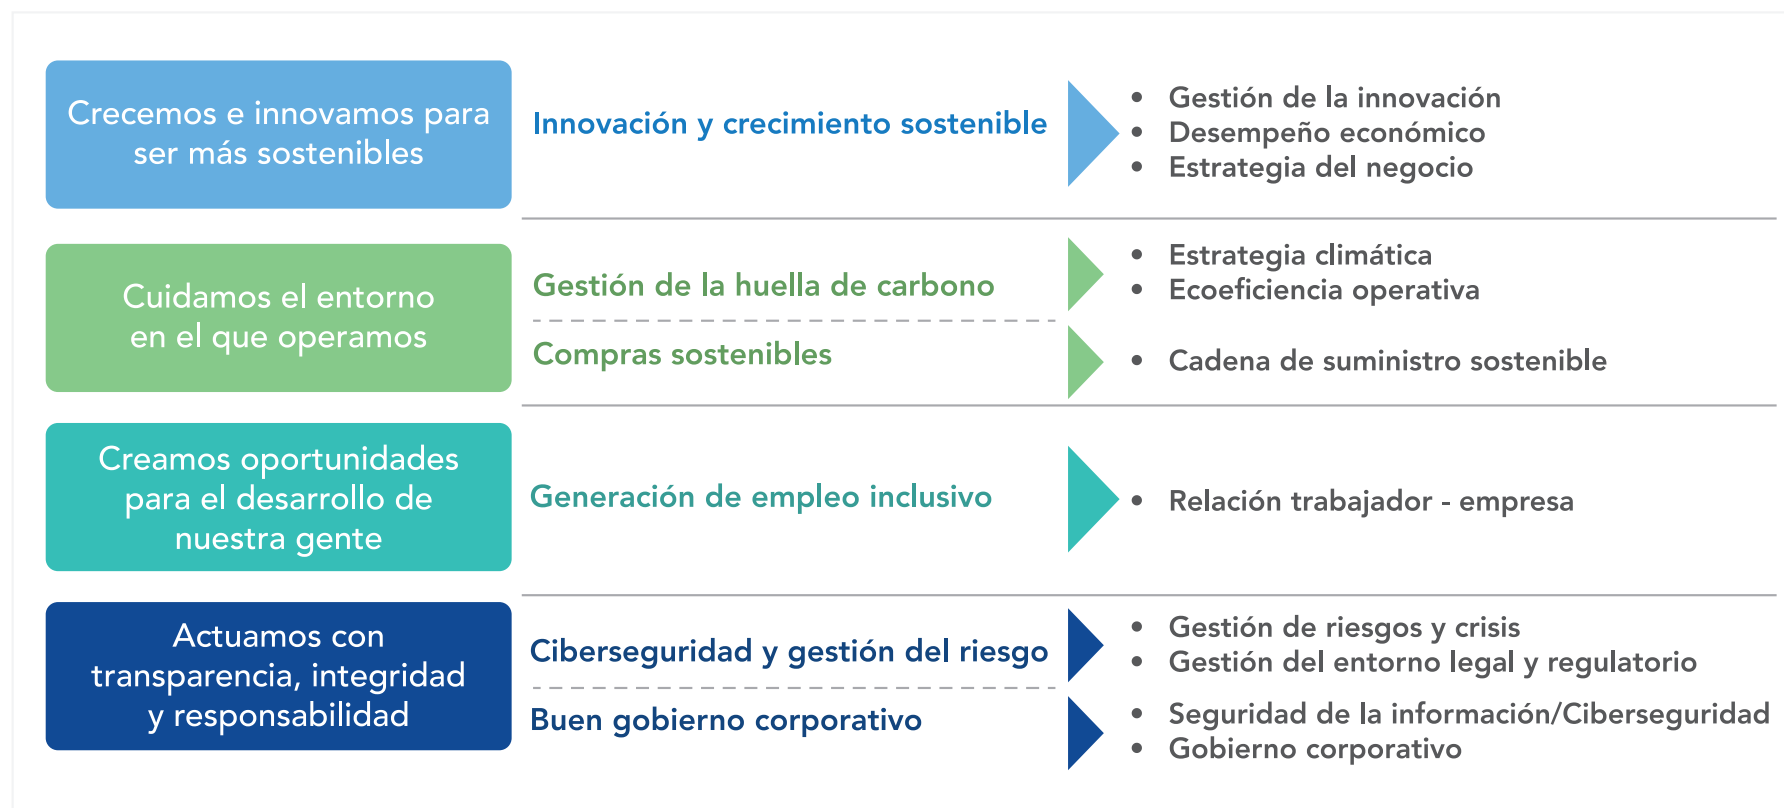 Crecemos e innovamos para
ser más sostenibles
Innovación y crecimiento sostenible
• Gestión de la innovación
• Desempeño económico
• Estrategia del negocio
Cuidamos el entorno
en el que operamos
Gestión de la huella de carbono
• Estrategia climática
• Ecoeficiencia operativa
Compras sostenibles
• Cadena de suministro sostenible
Creamos oportunidades
para el desarrollo de
nuestra gente
Generación de empleo inclusivo
• Relación trabajador - empresa
Actuamos con
transparencia, integridad
y responsabilidad
Ciberseguridad y gestión del riesgo
• Gestión de riesgos y crisis
• Gestión del entorno legal y regulatorio
Buen gobierno corporativo
• Seguridad de la información/Ciberseguridad
• Gobierno corporativo